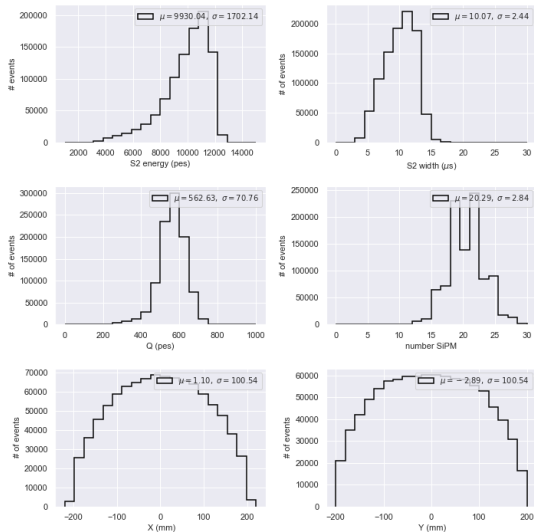 μ = 9930.04, σ = 1702.14
200000
150000
100000
50000
0
# events
2000 4000 6000 8000 10000 12000 14000
S2 energy (pes)
μ = 10.07, σ = 2.44
200000
150000
100000
50000
0
# of events
0 5 10 15 20 25 30
S2 width (μs)
μ = 562.63, σ = 70.76
300000
250000
200000
150000
100000
50000
0
# of events
0 200 400 600 800 1000
Q (pes)
μ = 20.29, σ = 2.84
250000
200000
150000
100000
50000
0
# of events
0 5 10 15 20 25 30
number SiPM
μ = 1.10, σ = 100.54
70000
60000
50000
40000
30000
20000
10000
0
# of events
−200 −100 0 100 200
X (mm)
μ = −2.89, σ = 100.54
60000
50000
40000
30000
20000
10000
0
# of events
−200 −100 0 100 200
Y (mm)